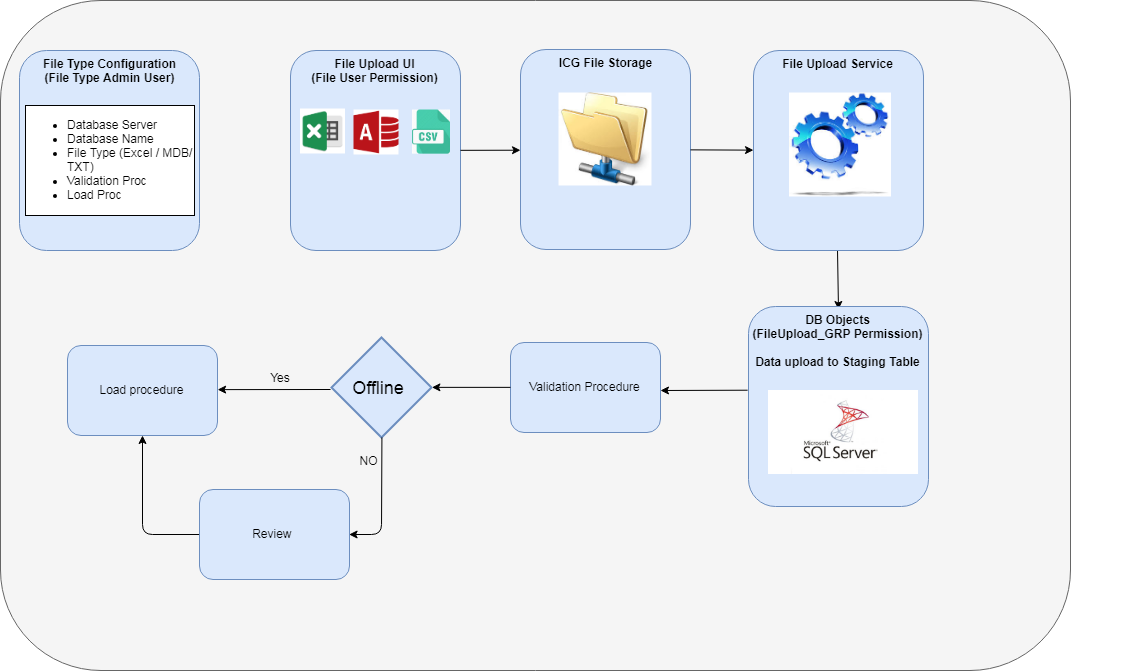 File Type Configuration
(File Type Admin User)
Database Server
Database Name
File Type (Excel / MDB/
TXT)
Validation Proc
Load Proc
File Upload UI
(File User Permission)
X
A
CSV
ICG File Storage
File Upload Service
DB Objects
(FileUpload_GRP Permission)
Data upload to Staging Table
Microsoft®
SQL Server
Validation Procedure
Offline
Yes
NO
Load procedure
Review